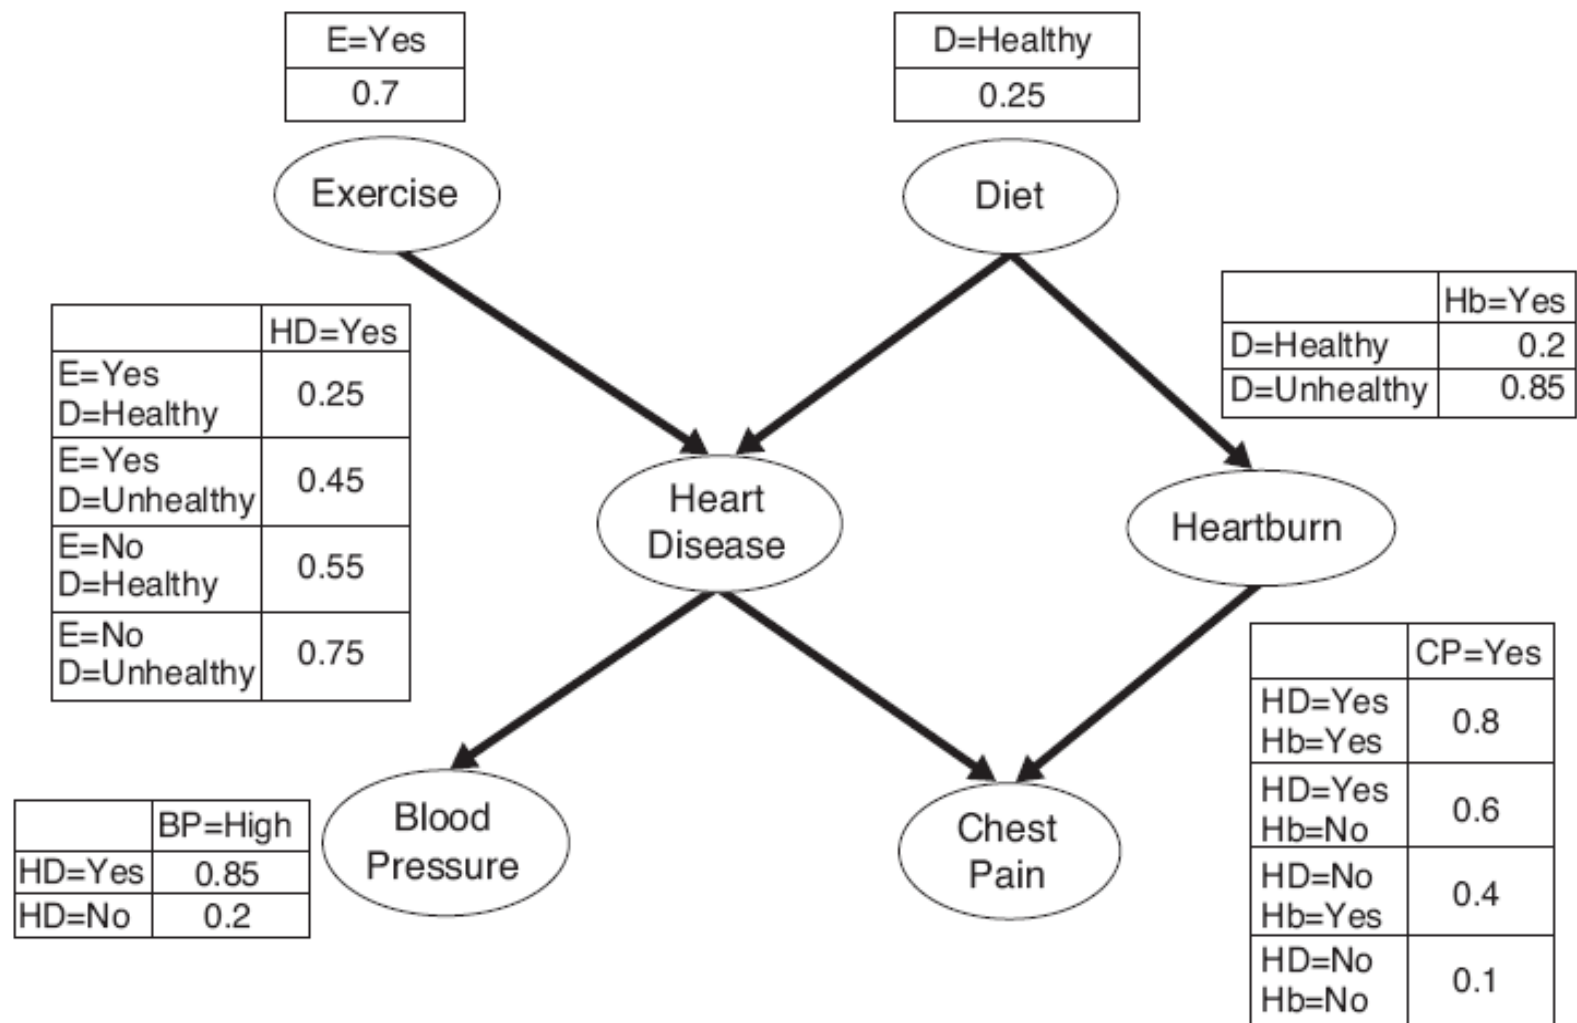 E=Yes
0.7
D=Healthy
0.25
Exercise
Diet
HD=Yes
E=Yes
D=Healthy
0.25
E=Yes
D=Unhealthy
0.45
E=No
D=Healthy
0.55
E=No
D=Unhealthy
0.75
Hb=Yes
D=Healthy 0.2
D=Unhealthy 0.85
Heart
Disease
Heartburn
BP=High
HD=Yes 0.85
HD=No 0.2
Blood
Pressure
Chest
Pain
CP=Yes
HD=Yes
Hb=Yes
0.8
HD=Yes
Hb=No
0.6
HD=No
Hb=Yes
0.4
HD=No
Hb=No
0.1